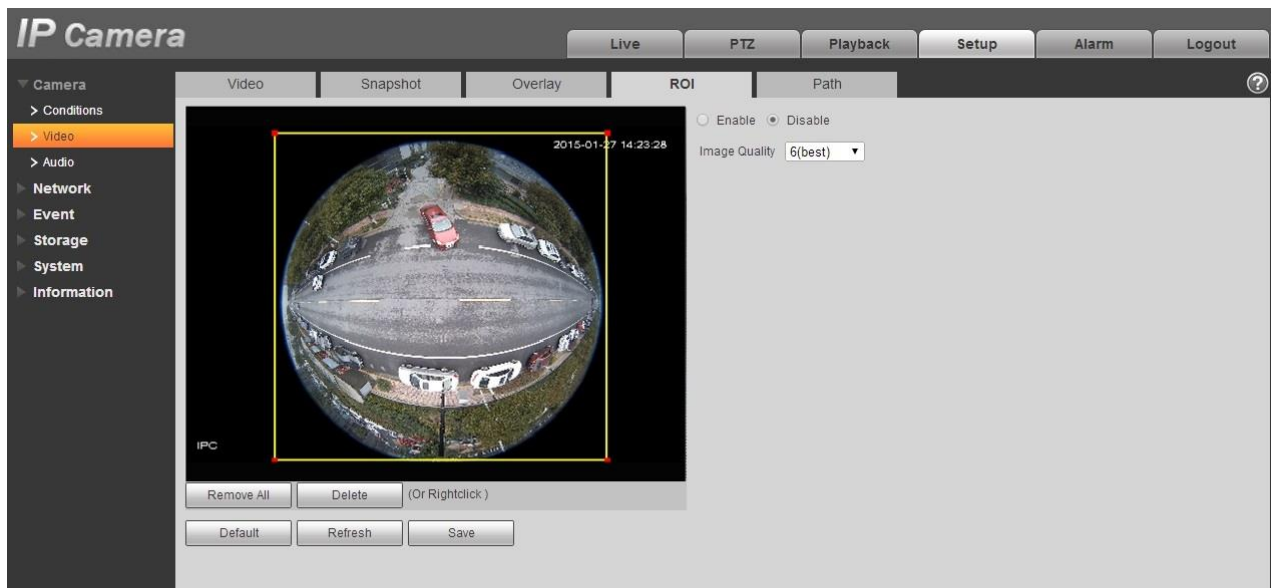 IP Camera
Live PTZ Playback Setup Alarm Logout
Camera
> Conditions
> Video
> Audio
Network
Event
Storage
System
Information
Video Snapshot Overlay ROI Path ?
2015-01-27 14:23:28
IPC
Enable Disable
Image Quality 6(best)
Remove All Delete (Or Rightclick )
Default Refresh Save